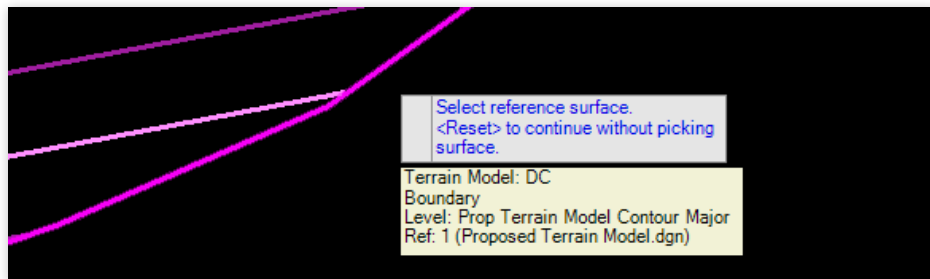 Select reference surface.
<Reset> to continue without picking
surface.
Terrain Model: DC
Boundary
Level: Prop Terrain Model Contour Major
Ref: 1 (Proposed Terrain Model.dgn)